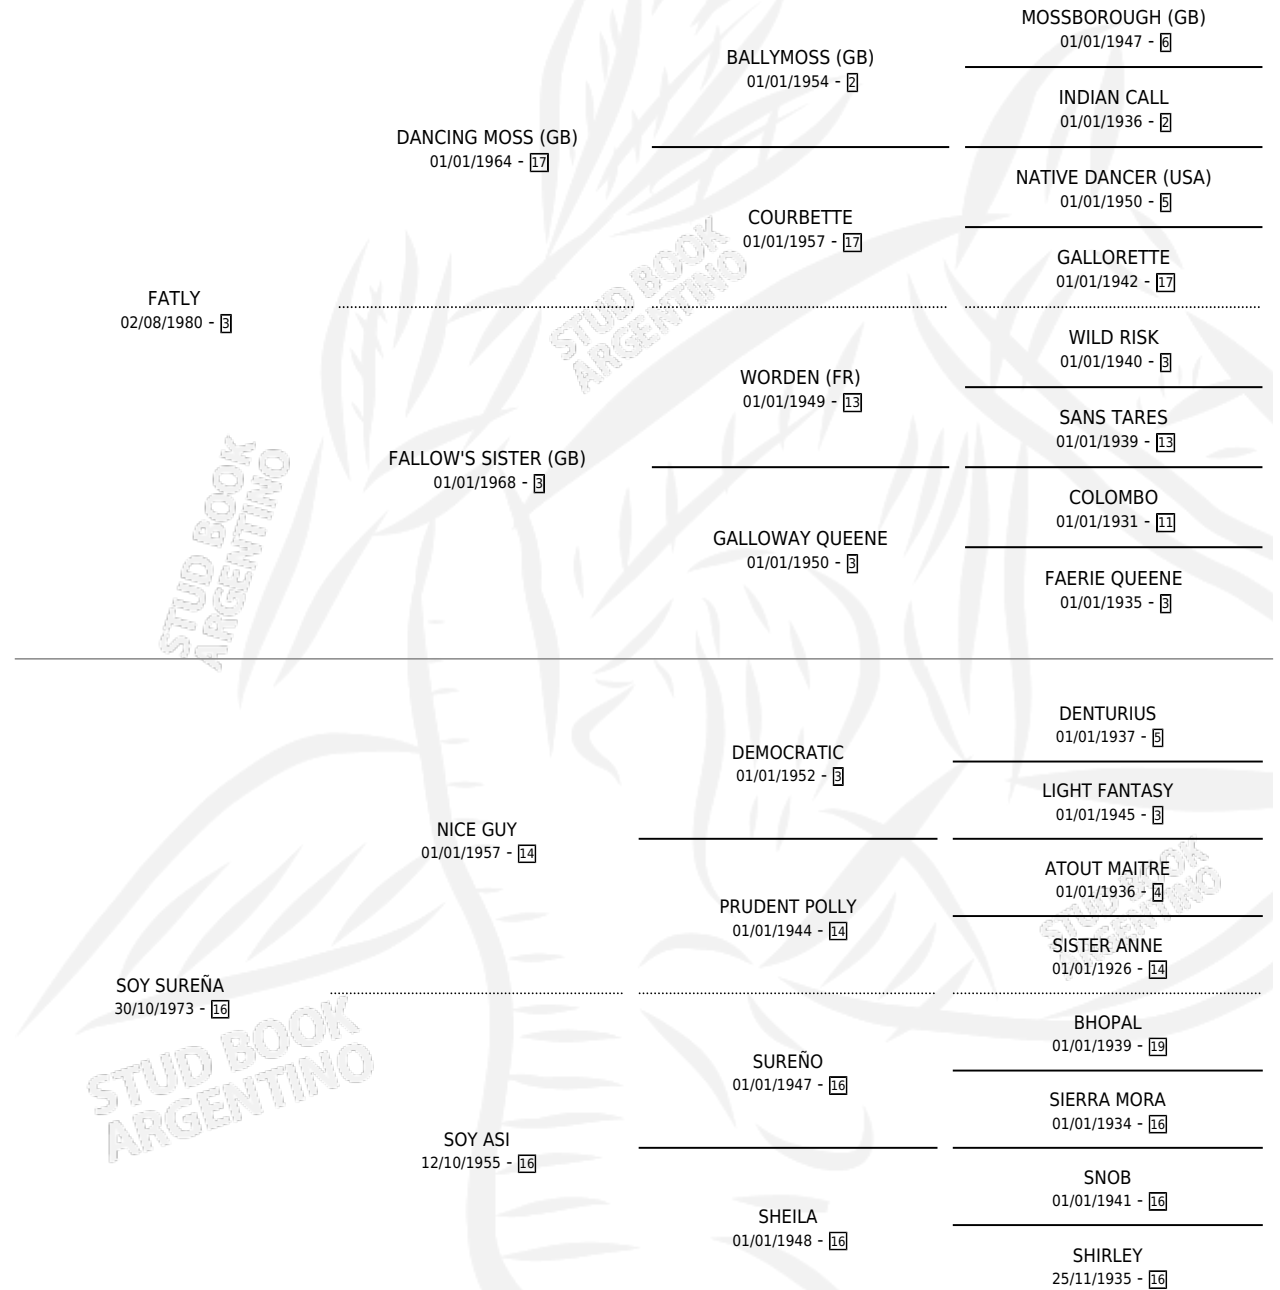 MOSSBOROUGH (GB)
01/01/1947 - 6
BALLYMOSS (GB)
01/01/1954 - 2
INDIAN CALL
01/01/1936 - 2
DANCING MOSS (GB)
01/01/1964 - 17
NATIVE DANCER (USA)
01/01/1950 - 5
COURBETTE
01/01/1957 - 17
GALLORETTE
01/01/1942 - 17
FATLY
02/08/1980 - 3
WILD RISK
01/01/1940 - 3
WORDEN (FR)
01/01/1949 - 13
SANS TARES
01/01/1939 - 13
FALLOW'S SISTER (GB)
01/01/1968 - 3
COLOMBO
01/01/1931 - 11
GALLOWAY QUEENE
01/01/1950 - 3
FAERIE QUEENE
01/01/1935 - 3
DENTURIUS
01/01/1937 - 5
DEMOCRATIC
01/01/1952 - 3
LIGHT FANTASY
01/01/1945 - 3
NICE GUY
01/01/1957 - 14
ATOUT MAITRE
01/01/1936 - 4
PRUDENT POLLY
01/01/1944 - 14
SISTER ANNE
01/01/1926 - 14
SOY SUREÑA
30/10/1973 - 16
BHOPAL
01/01/1939 - 19
SUREÑO
01/01/1947 - 16
SIERRA MORA
01/01/1934 - 16
SOY ASI
12/10/1955 - 16
SNOB
01/01/1941 - 16
SHEILA
01/01/1948 - 16
SHIRLEY
25/11/1935 - 16
STUD BOOK
ARGENTINO
STUD BOOK
ARGENTINO
STUD BOOK
ARGENTINO
STUD BOOK
ARGENTINO